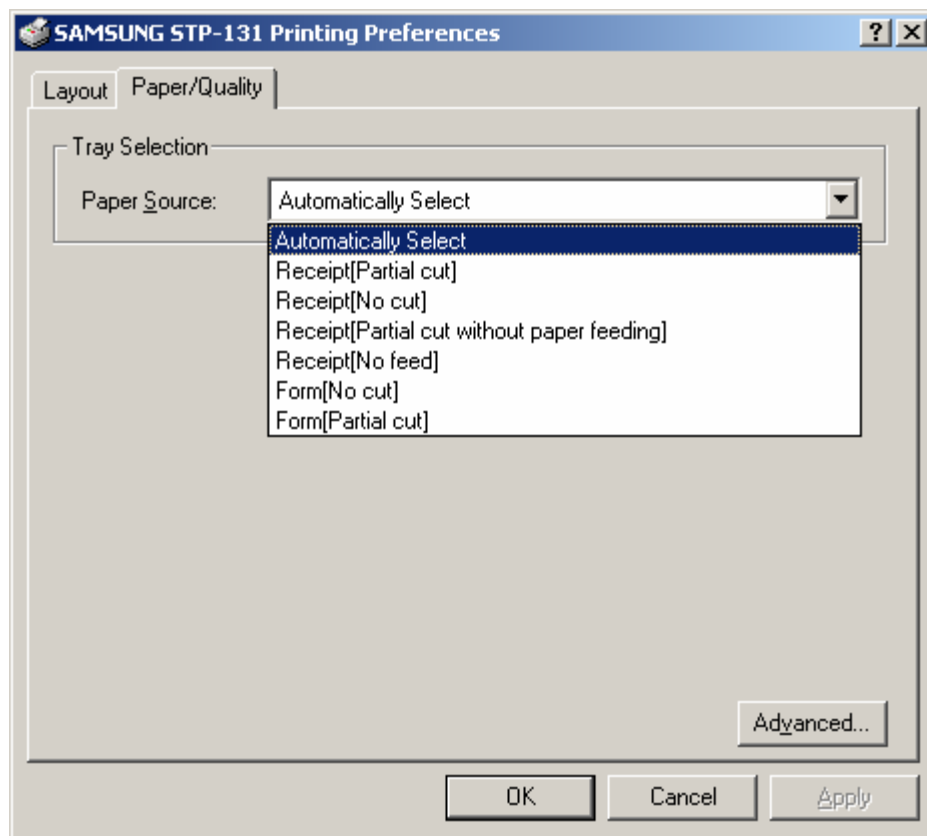 SAMSUNG STP-131 Printing Preferences
Layout
Paper/Quality
Tray Selection
Paper Source:
Automatically Select
Automatically Select
Receipt[Partial cut]
Receipt[No cut]
Receipt[Partial cut without paper feeding]
Receipt[No feed]
Form[No cut]
Form[Partial cut]
Advanced...
OK
Cancel
Apply